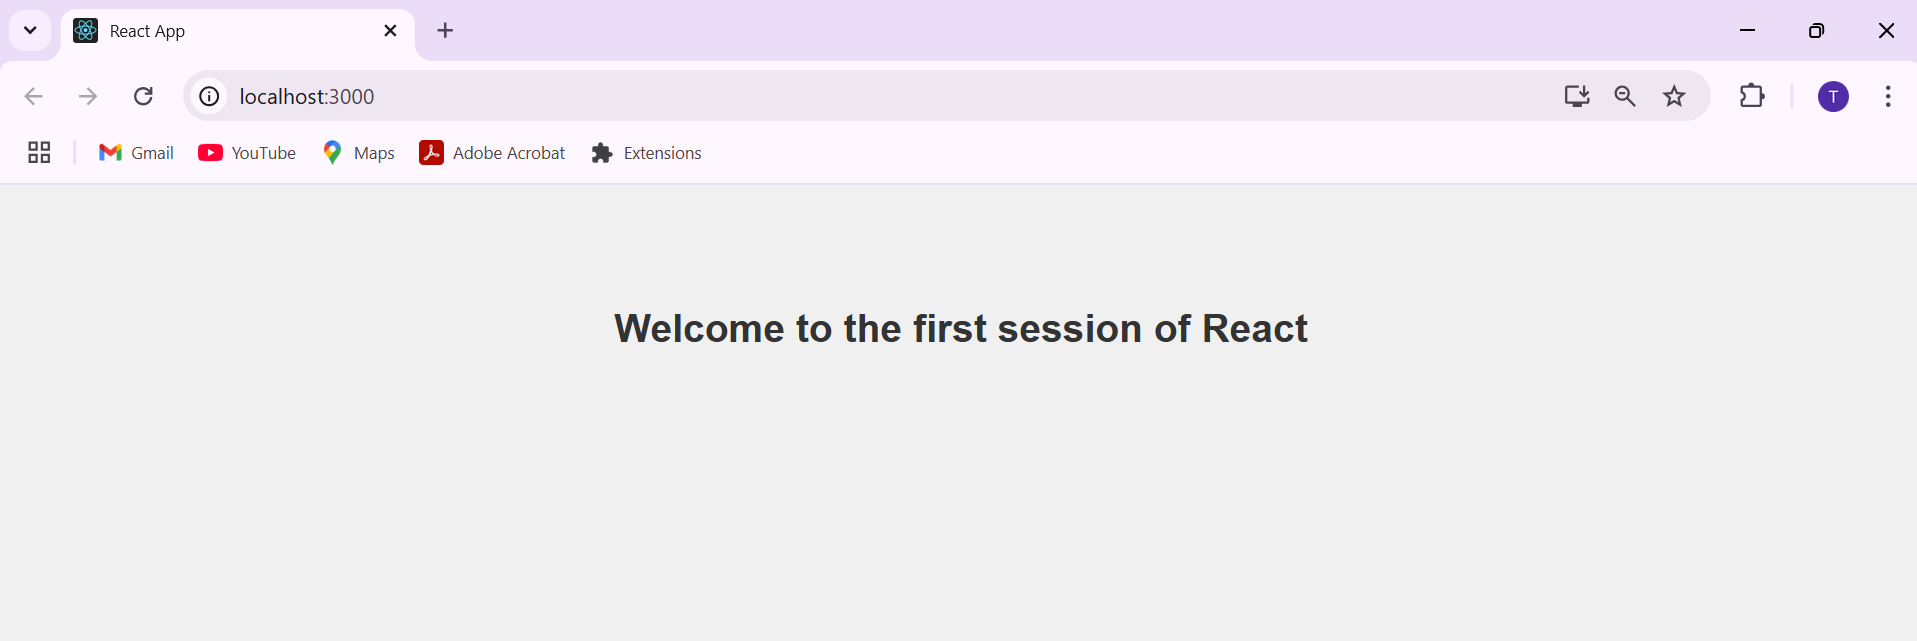 React App
localhost:3000
T
Gmail YouTube Maps Adobe Acrobat Extensions
Welcome to the first session of React